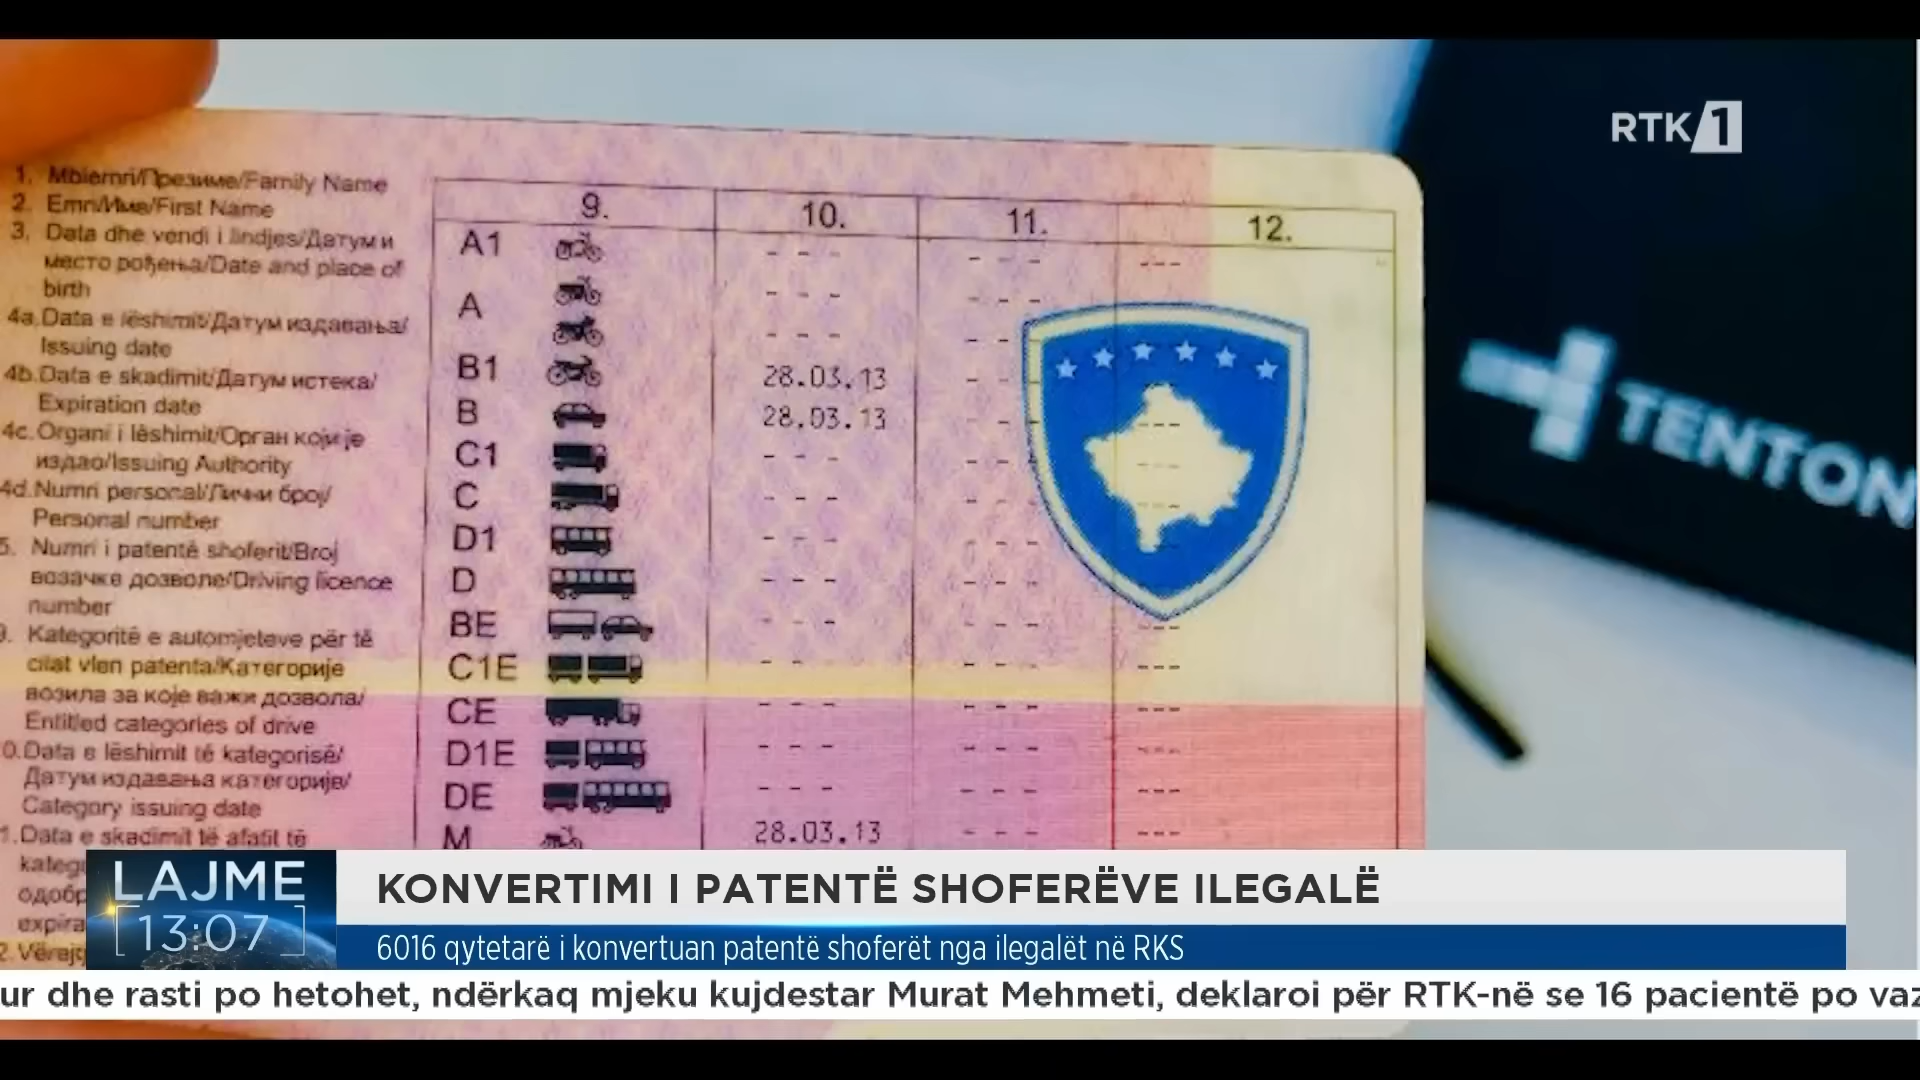 RTK 1
TENTON
1. Mbiemri/Презиме/Family Name
2. Emri/Име/First Name
3. Data dhe vendi i lindjes/Датум и
место рођења/Date and place of
birth
4a.Data e lëshimit/Датум издавања/
Issuing date
4b.Data e skadimit/Датум истека/
Expiration date
4c.Organi i lëshimit/Орган који је
издао/Issuing Authority
4d.Numri personal/Лични број/
Personal number
5. Numri i patentë shoferit/Broj
возачке дозволе/Driving licence
number
9. Kategoritë e automjeteve për të
cilat vlen patenta/Категорије
возила за које важи дозвола/
Entitled categories of drive
0.Data e lëshimit të kategorisë/
Датум издавања категорије/
Category issuing date
1.Data e skadimit të afatit të
9. 10. 11. 12.
A1 - - - - - - ---
A - - - - - -
- - - - -
B1 28.03.13 - -
B 28.03.13 - - ---
C1 - - - - -
C - - - - - ---
D1 - - - - - - ---
D - - - - - - ---
BE - - - - - - ---
C1E - - - - - - ---
CE - - - - - - ---
D1E - - - - - - ---
DE - - - - - - ---
M 28.03.13 - - - ---
LAJME
13:07
KONVERTIMI I PATENTË SHOFERËVE ILEGALË
6016 qytetarë i konvertuan patentë shoferët nga ilegalët në RKS
ur dhe rasti po hetohet, ndërkaq mjeku kujdestar Murat Mehmeti, deklaroi për RTK-në se 16 pacientë po vaz